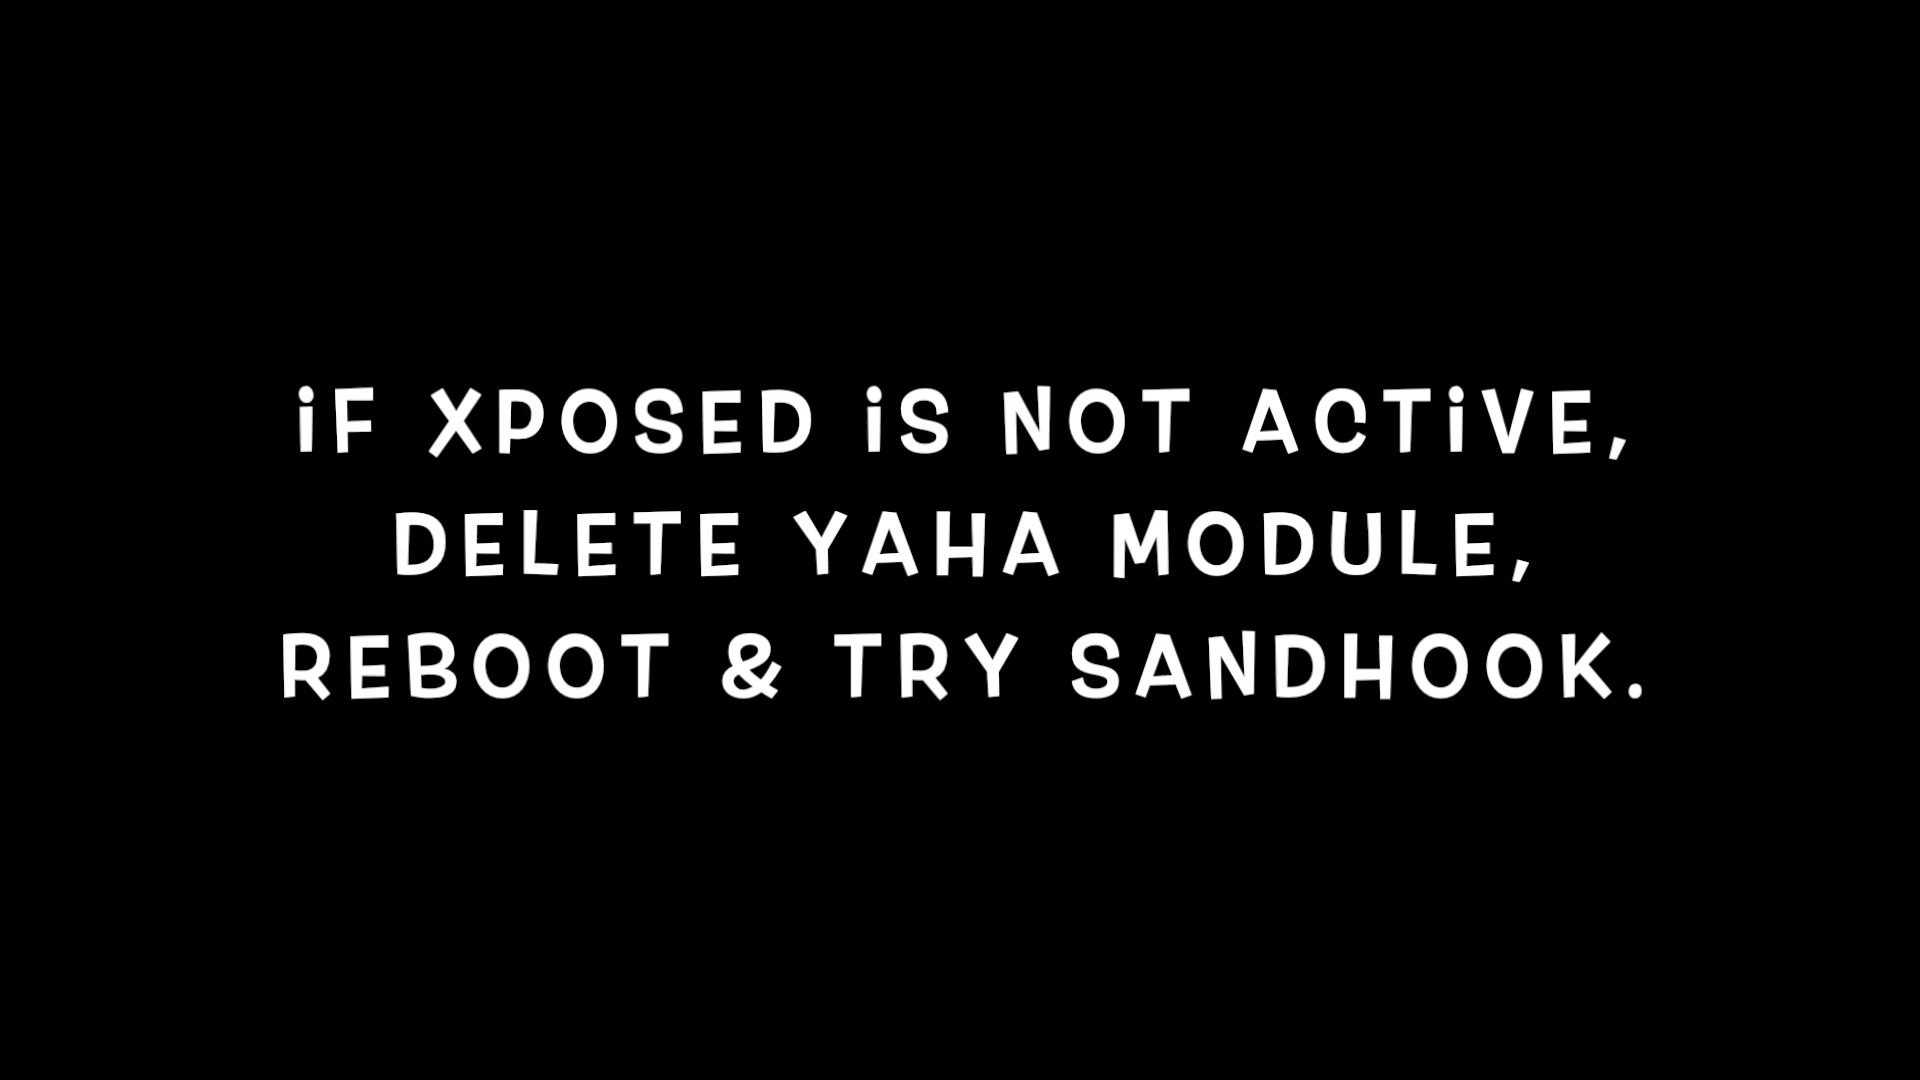 iF XPOSED iS NOT ACTiVE,
DELETE YAHA MODULE,
REBOOT & TRY SANDHOOK.